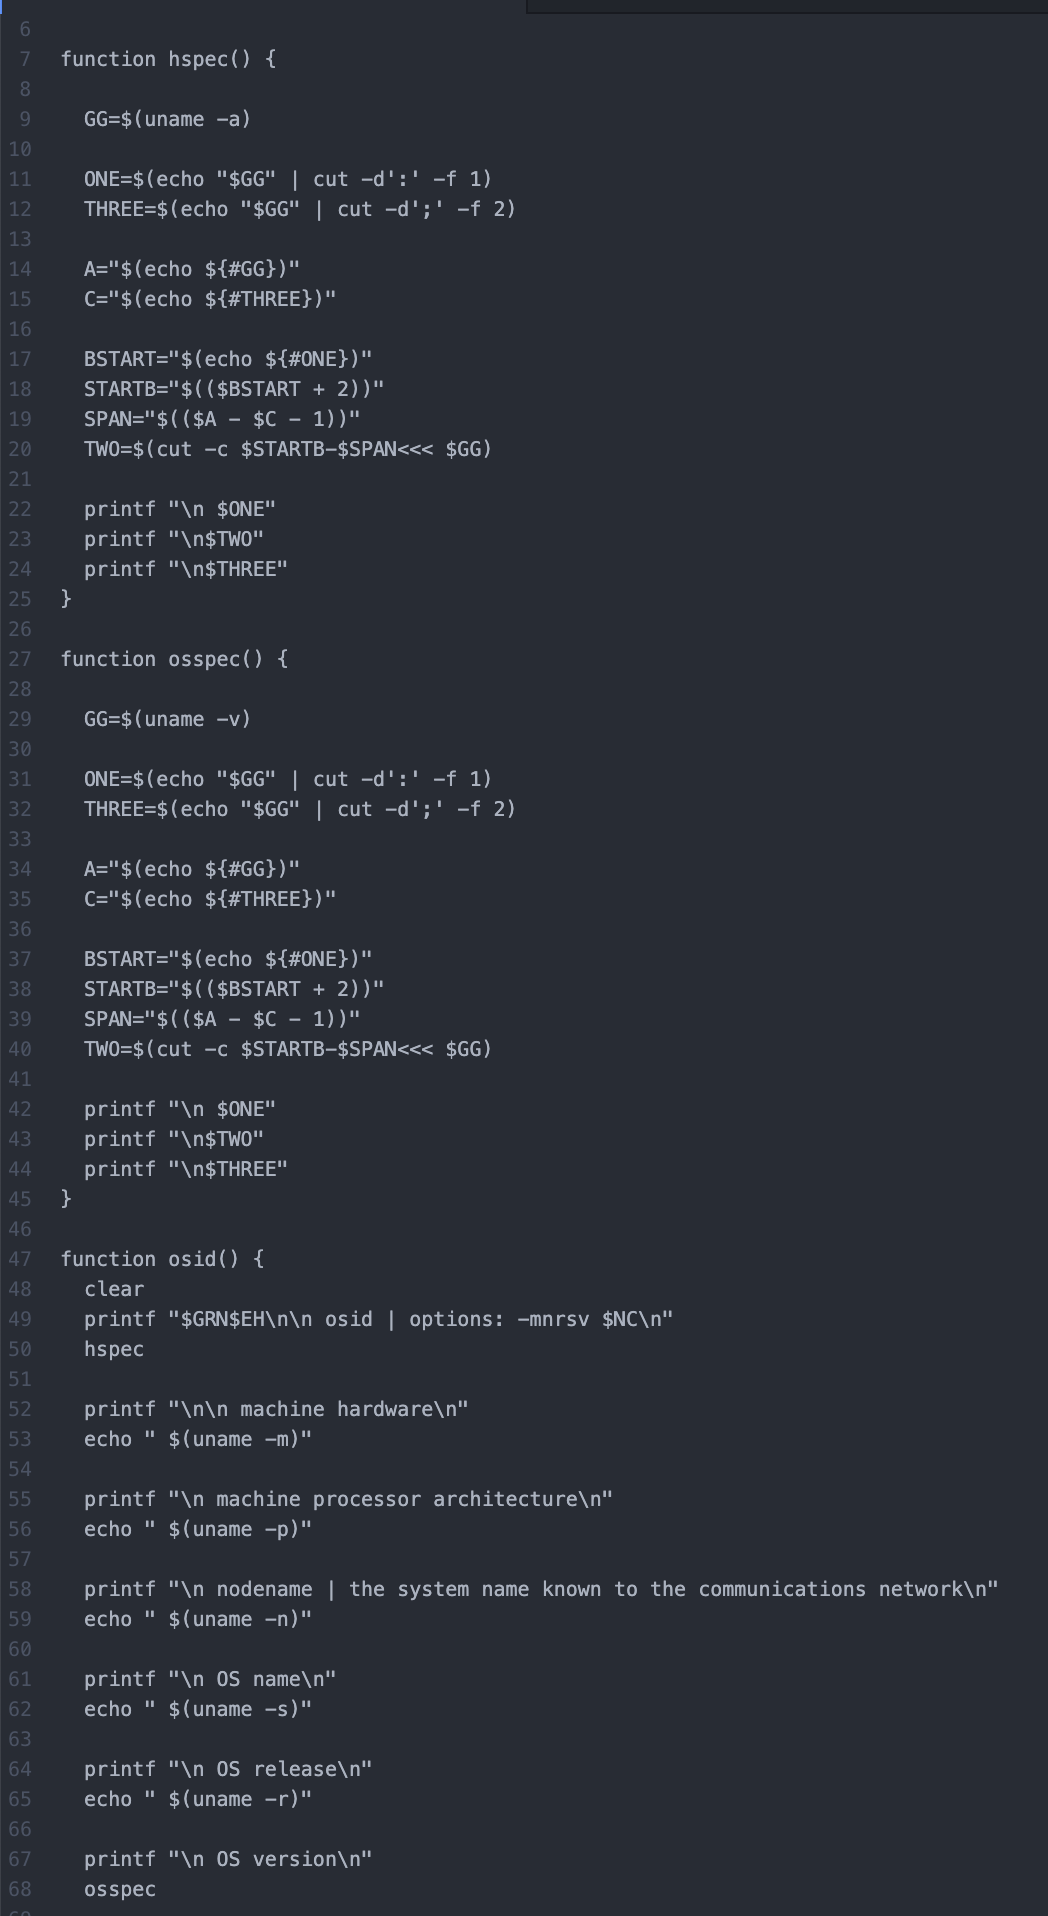 6
7 function hspec() {
8
9 GG=$(uname -a)
10
11 ONE=$(echo "$GG" | cut -d':' -f 1)
12 THREE=$(echo "$GG" | cut -d';' -f 2)
13
14 A="$(echo ${#GG})"
15 C="$(echo ${#THREE})"
16
17 BSTART="$(echo ${#ONE})"
18 STARTB="$(($BSTART + 2))"
19 SPAN="$(($A - $C - 1))"
20 TWO=$(cut -c $STARTB-$SPAN<<< $GG)
21
22 printf "\n $ONE"
23 printf "\n$TWO"
24 printf "\n$THREE"
25 }
26
27 function osspec() {
28
29 GG=$(uname -v)
30
31 ONE=$(echo "$GG" | cut -d':' -f 1)
32 THREE=$(echo "$GG" | cut -d';' -f 2)
33
34 A="$(echo ${#GG})"
35 C="$(echo ${#THREE})"
36
37 BSTART="$(echo ${#ONE})"
38 STARTB="$(($BSTART + 2))"
39 SPAN="$(($A - $C - 1))"
40 TWO=$(cut -c $STARTB-$SPAN<<< $GG)
41
42 printf "\n $ONE"
43 printf "\n$TWO"
44 printf "\n$THREE"
45 }
46
47 function osid() {
48 clear
49 printf "$GRN$EH\n\n osid | options: -mnrsv $NC\n"
50 hspec
51
52 printf "\n\n machine hardware\n"
53 echo " $(uname -m)"
54
55 printf "\n machine processor architecture\n"
56 echo " $(uname -p)"
57
58 printf "\n nodename | the system name known to the communications network\n"
59 echo " $(uname -n)"
60
61 printf "\n OS name\n"
62 echo " $(uname -s)"
63
64 printf "\n OS release\n"
65 echo " $(uname -r)"
66
67 printf "\n OS version\n"
68 osspec